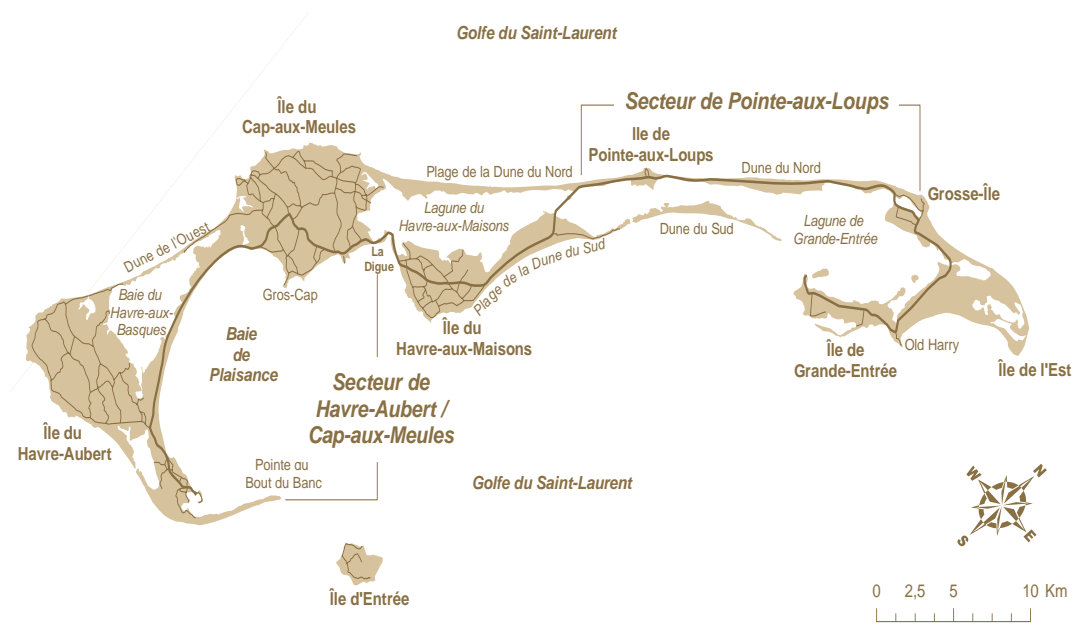 Golfe du Saint-Laurent
Secteur de Pointe-aux-Loups
Île du
Cap-aux-Meules
Ile de
Pointe-aux-Loups
Plage de la Dune du Nord
Dune du Nord
Grosse-Île
Lagune du
Havre-aux-Maisons
Lagune de
Grande-Entrée
Dune du Sud
Dune de l'Ouest
La
Digue
Plage de la Dune du Sud
Gros-Cap
Baie du
Havre-aux-
Basques
Baie
de
Plaisance
Île du
Havre-aux-Maisons
Île de
Grande-Entrée
Old Harry
Île de l'Est
Secteur de
Havre-Aubert /
Cap-aux-Meules
Île du
Havre-Aubert
Pointe du
Bout du Banc
Golfe du Saint-Laurent
W N
S E
Île d'Entrée
0 2,5 5 10 Km